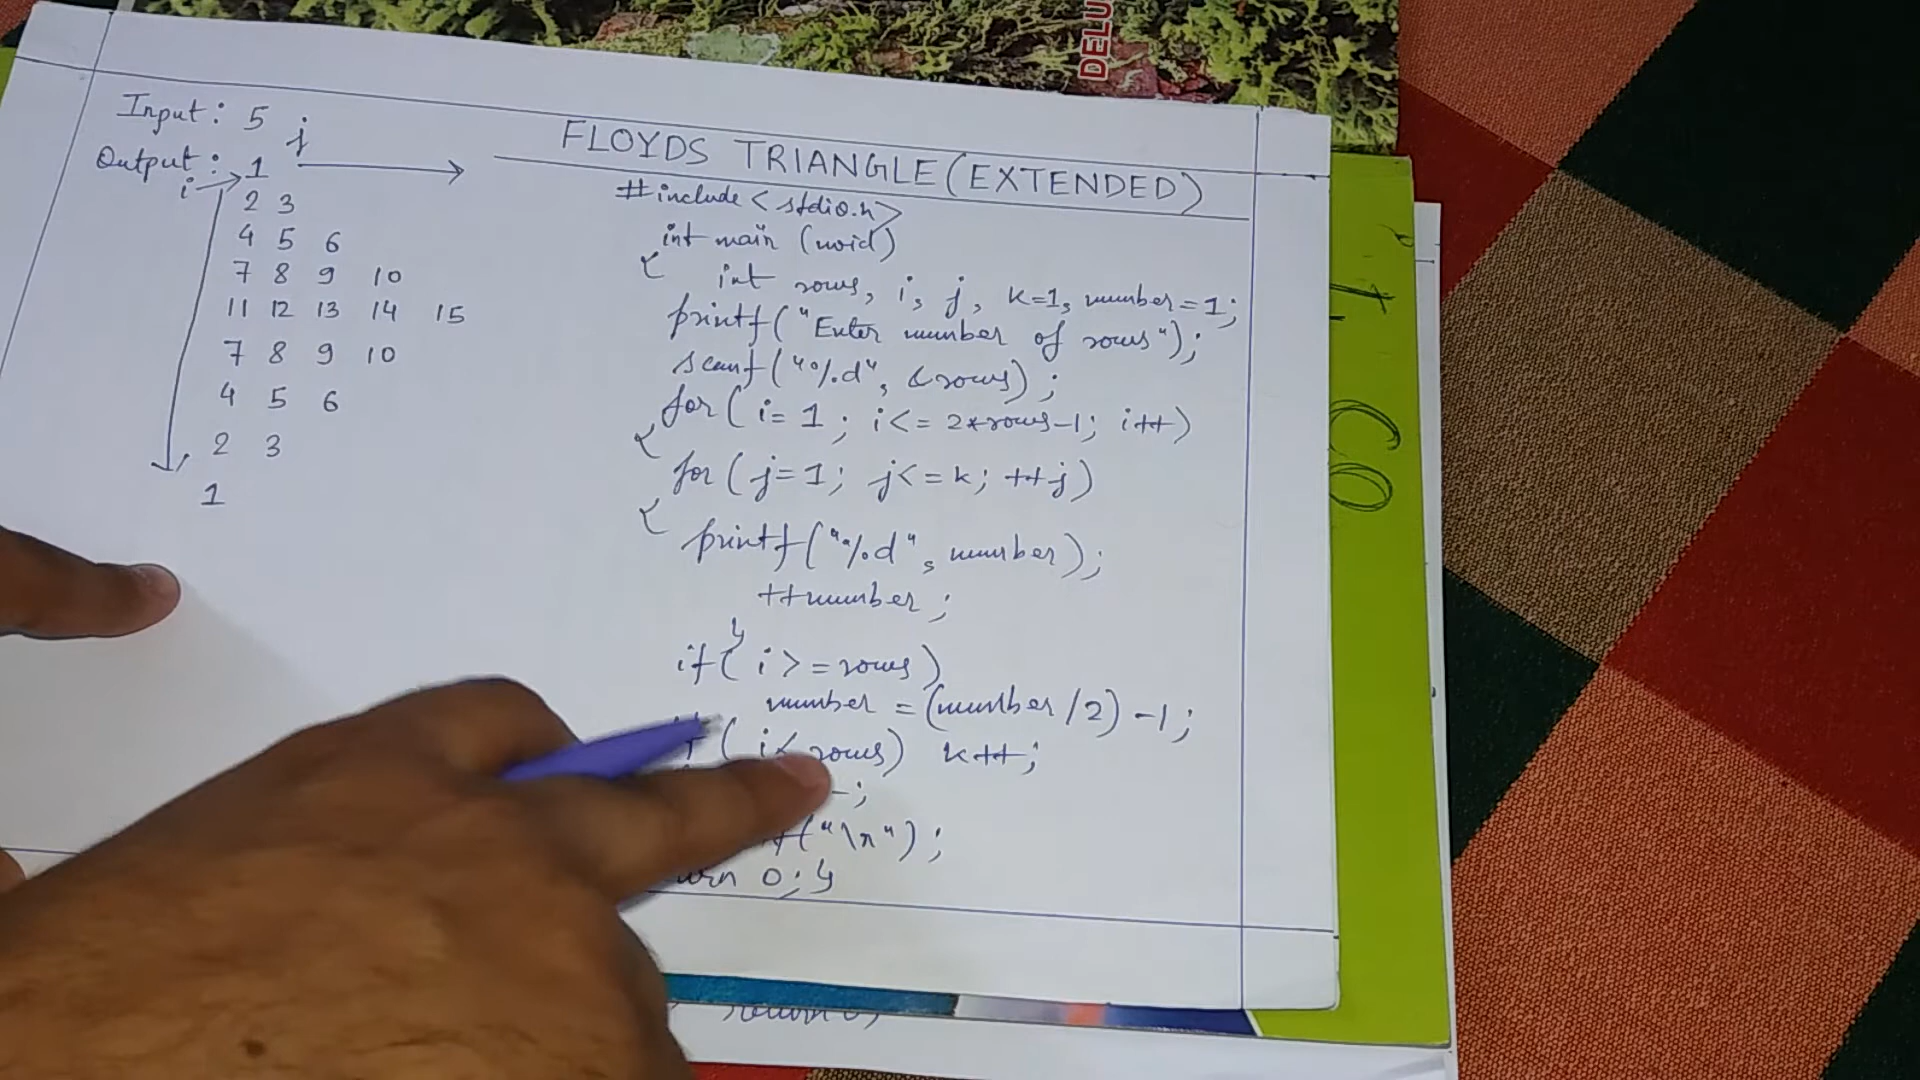 DELU
Input: 5
j
Output: 1
i
2 3
4 5 6
7 8 9 10
11 12 13 14 15
7 8 9 10
4 5 6
2 3
1
FLOYDS TRIANGLE (EXTENDED)
#include <stdio.h>
int main (void)
{
int rows, i, j, k=1, number=1;
printf("Enter number of rows");
scanf("%d", &rows);
for( i= 1 ; i<= 2*rows-1; i++)
{
for ( j=1; j<=k; ++j)
{
printf("%d", number);
++number;
}
if( i>=rows)
number = (number/2) -1;
( i< rows) k++;
-;
("\n");
0; }
CO
return 0;